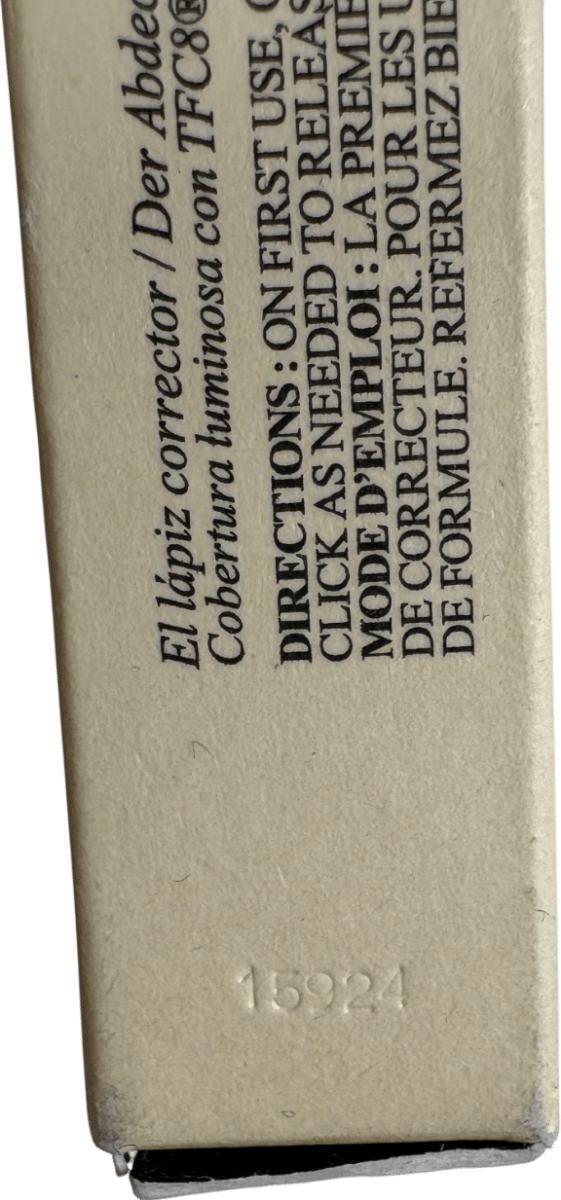 El lápiz corrector / Der
Cobertura luminosa con TFC8®
DIRECTIONS : ON FIRST USE,
CLICK AS NEEDED TO
MODE D'EMPLOI : LA
DE CORRECTEUR. POUR LES
DE FORMULE. REFERMEZ
15924